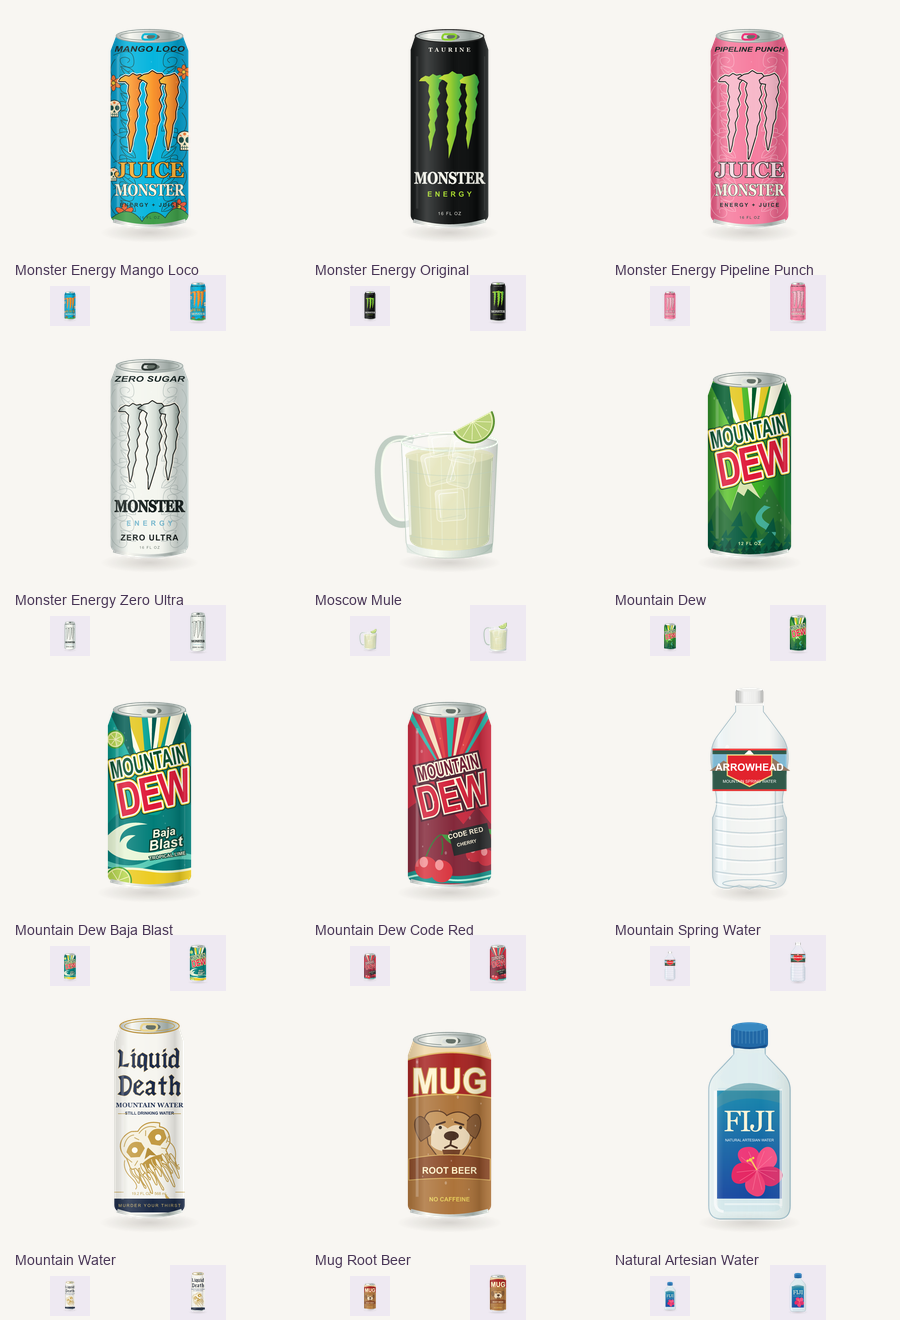 MANGO LOCO
JUICE
MONSTER
ENERGY + JUICE
Monster Energy Mango Loco
TAURINE
MONSTER
ENERGY
16 FL OZ
Monster Energy Original
PIPELINE PUNCH
JUICE
MONSTER
ENERGY + JUICE
16 FL OZ
Monster Energy Pipeline Punch
ZERO SUGAR
MONSTER
ENERGY
ZERO ULTRA
16 FL OZ
Monster Energy Zero Ultra
Moscow Mule
MOUNTAIN
DEW
12 FL OZ
Mountain Dew
MOUNTAIN
DEW
Baja
Blast
TROPICAL LIME
Mountain Dew Baja Blast
MOUNTAIN
DEW
CODE RED
CHERRY
Mountain Dew Code Red
ARROWHEAD
MOUNTAIN SPRING WATER
Mountain Spring Water
Liquid
Death
MOUNTAIN WATER
STILL DRINKING WATER
MURDER YOUR THIRST
Mountain Water
MUG
ROOT BEER
NO CAFFEINE
Mug Root Beer
FIJI
NATURAL ARTESIAN WATER
Natural Artesian Water